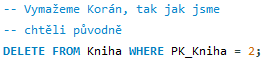 -- Vymažeme Korán, tak jak jsme
-- chtěli původně
DELETE FROM Kniha WHERE PK_Kniha = 2;